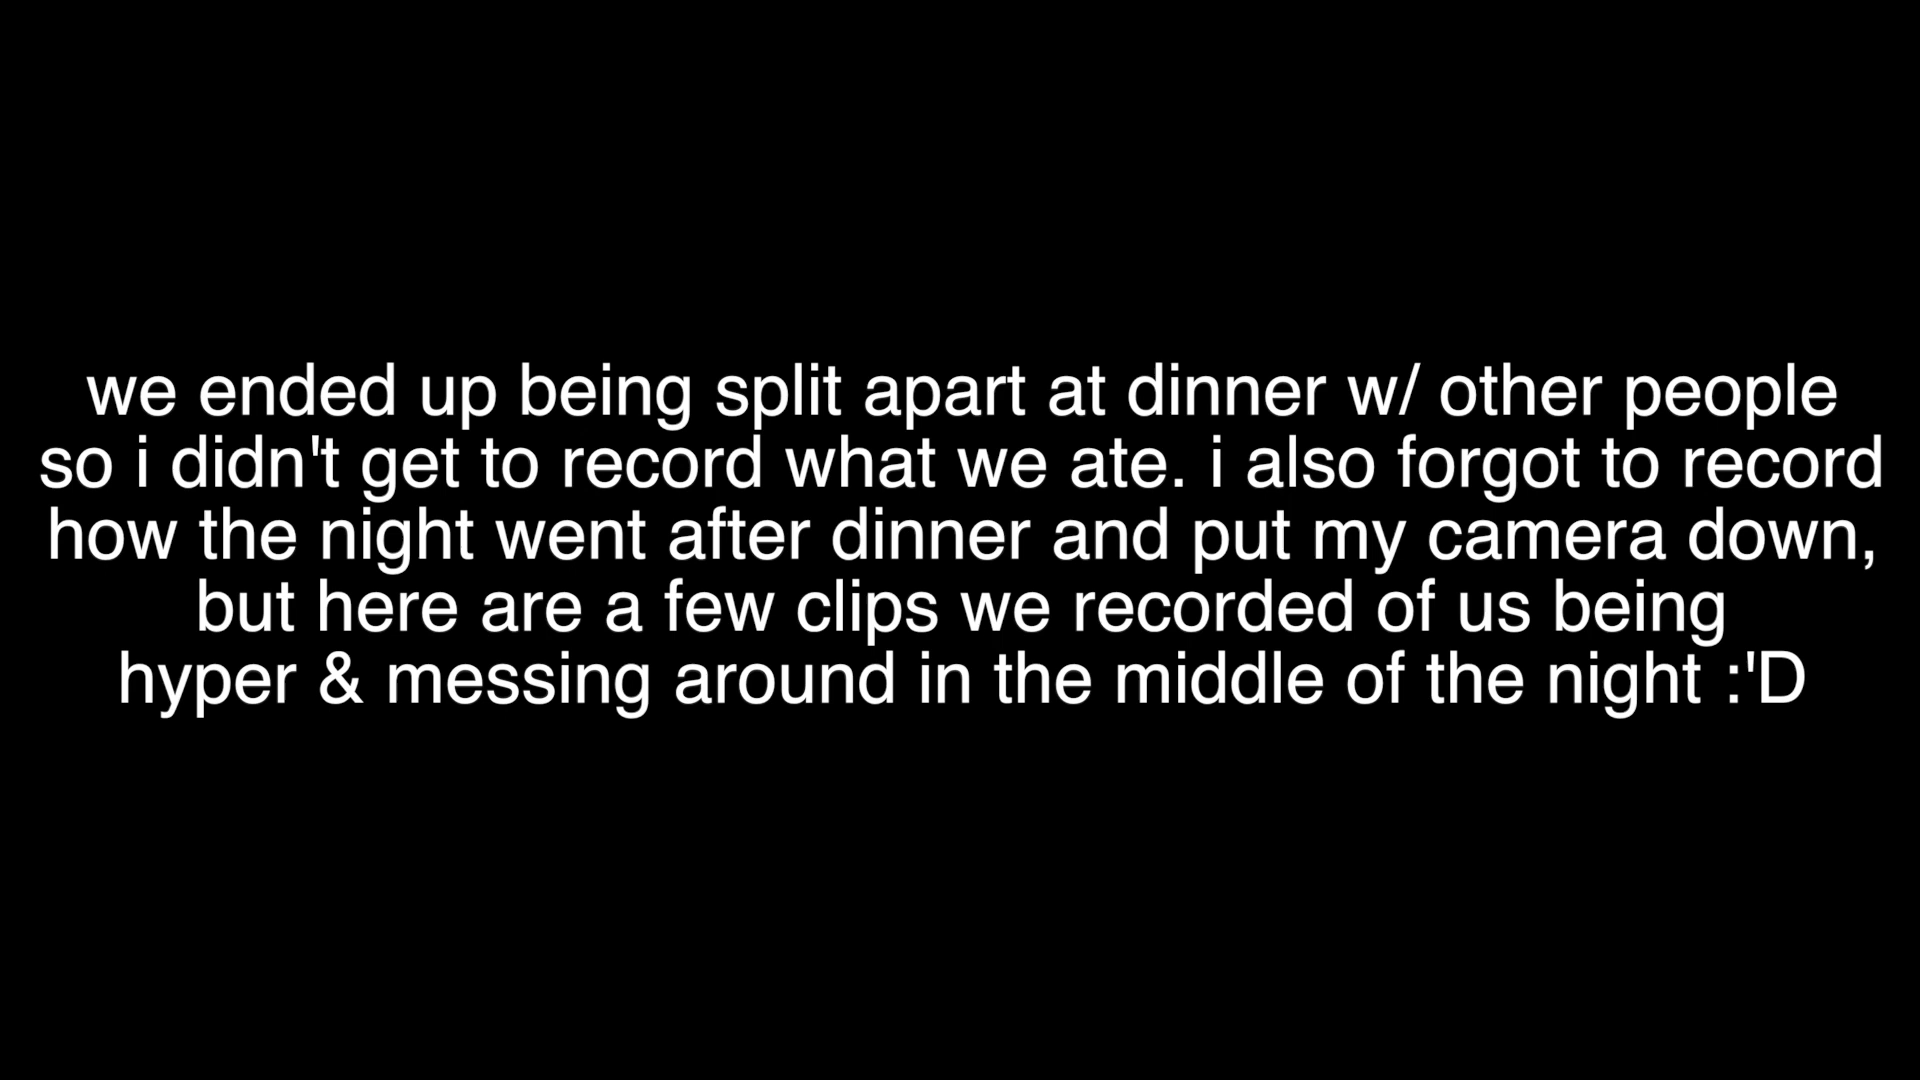 we ended up being split apart at dinner w/ other people
so i didn't get to record what we ate. i also forgot to record
how the night went after dinner and put my camera down,
but here are a few clips we recorded of us being
hyper & messing around in the middle of the night :'D